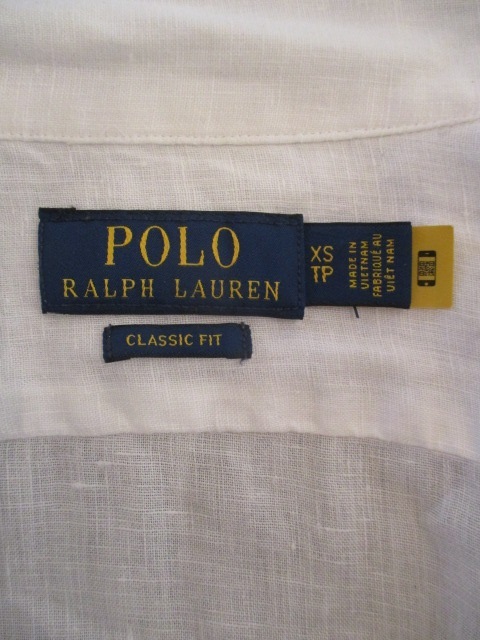 POLO
RALPH LAUREN
XS
TP
MADE IN
VIETNAM
FABRIQUÉ AU
VIÊT NAM
CLASSIC FIT